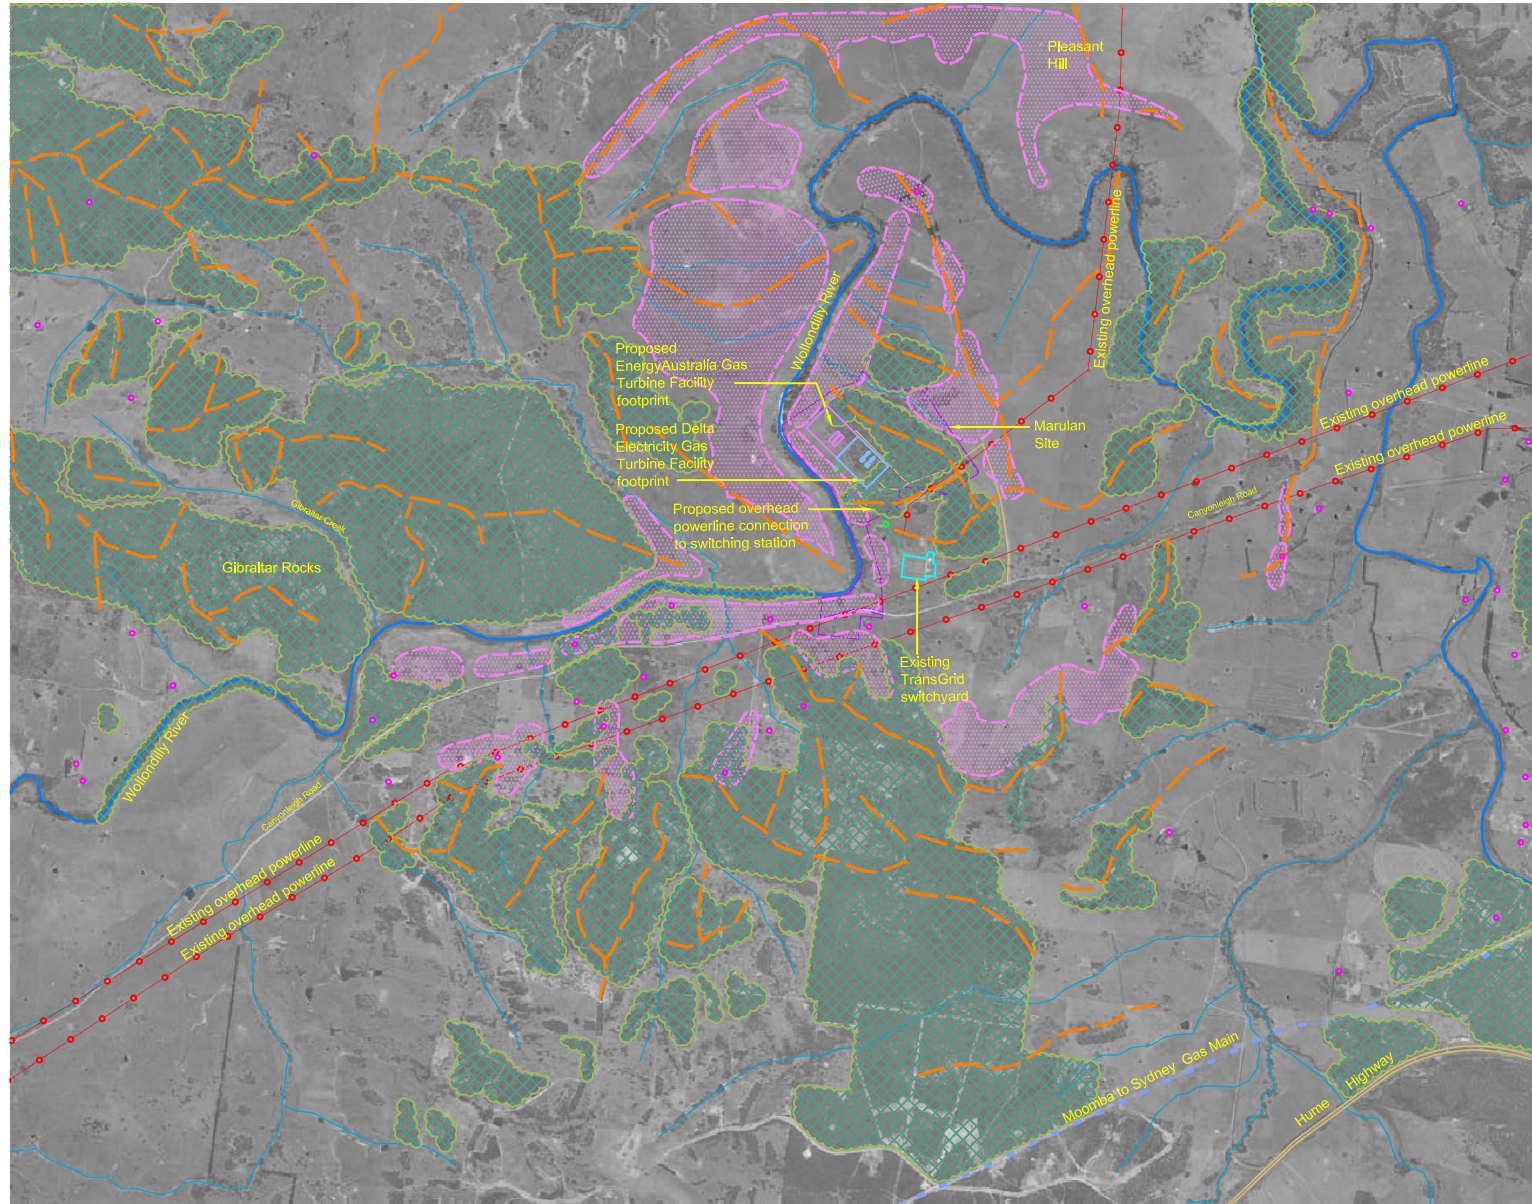 Pleasant
Hill
Existing overhead powerline
Wollondilly River
Proposed
EnergyAustralia Gas
Turbine Facility
footprint
Proposed Delta
Electricity Gas
Turbine Facility
footprint
Marulan
Site
Existing overhead powerline
Existing overhead powerline
Canyonleigh Road
Proposed overhead
powerline connection
to switching station
Gibraltar Creek
Gibraltar Rocks
Existing
TransGrid
switchyard
Wollondilly River
Canyonleigh Road
Existing overhead powerline
Existing overhead powerline
Moomba to Sydney Gas Main
Hume Highway